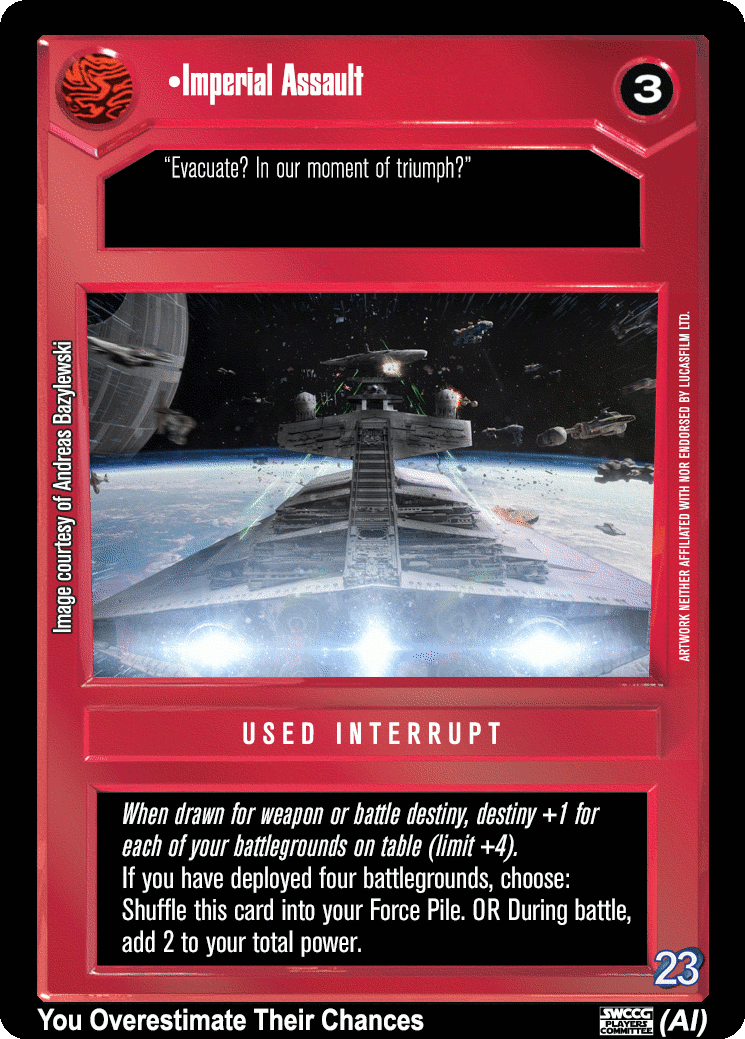 •Imperial Assault
3
“Evacuate? In our moment of triumph?”
Image courtesy of Andreas Bazylewski
ARTWORK NEITHER AFFILIATED WITH NOR ENDORSED BY LUCASFILM LTD.
USED INTERRUPT
When drawn for weapon or battle destiny, destiny +1 for
each of your battlegrounds on table (limit +4).
If you have deployed four battlegrounds, choose:
Shuffle this card into your Force Pile. OR During battle,
add 2 to your total power.
23
You Overestimate Their Chances
SWCCG
PLAYERS
COMMITTEE
(AI)